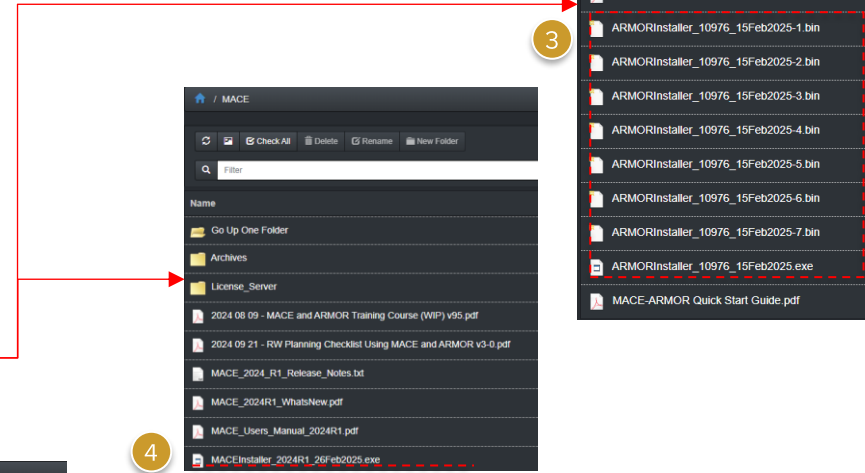 3
ARMORInstaller_10976_15Feb2025-1.bin
ARMORInstaller_10976_15Feb2025-2.bin
ARMORInstaller_10976_15Feb2025-3.bin
ARMORInstaller_10976_15Feb2025-4.bin
ARMORInstaller_10976_15Feb2025-5.bin
ARMORInstaller_10976_15Feb2025-6.bin
ARMORInstaller_10976_15Feb2025-7.bin
ARMORInstaller_10976_15Feb2025.exe
MACE-ARMOR Quick Start Guide.pdf
/ MACE
Check All Delete Rename New Folder
Filter
Name
Go Up One Folder
Archives
License_Server
2024 08 09 - MACE and ARMOR Training Course (WIP) v95.pdf
2024 09 21 - RW Planning Checklist Using MACE and ARMOR v3-0.pdf
MACE_2024_R1_Release_Notes.txt
MACE_2024R1_WhatsNew.pdf
MACE_Users_Manual_2024R1.pdf
4
MACEInstaller_2024R1_26Feb2025.exe